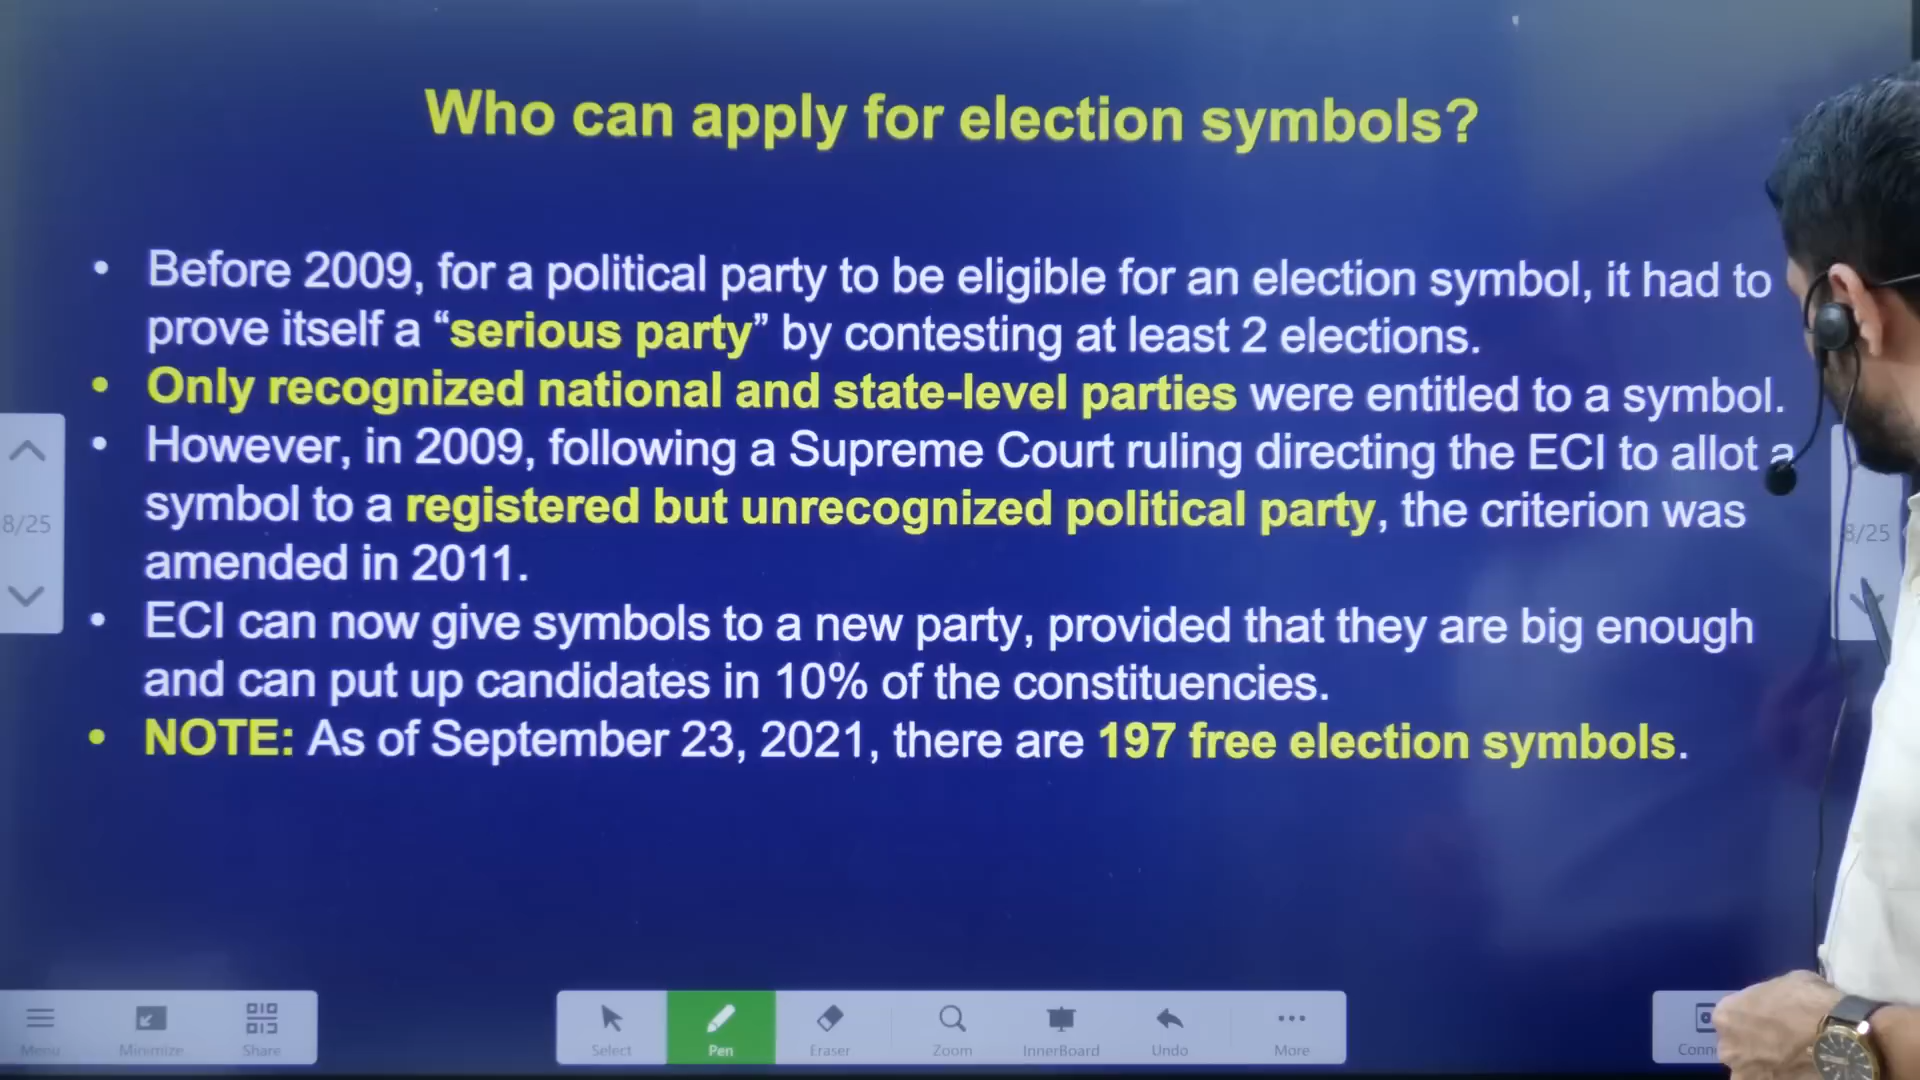 Who can apply for election symbols?
• Before 2009, for a political party to be eligible for an election symbol, it had to
prove itself a “serious party” by contesting at least 2 elections.
• Only recognized national and state-level parties were entitled to a symbol.
• However, in 2009, following a Supreme Court ruling directing the ECI to allot a
symbol to a registered but unrecognized political party, the criterion was
amended in 2011.
• ECI can now give symbols to a new party, provided that they are big enough
and can put up candidates in 10% of the constituencies.
• NOTE: As of September 23, 2021, there are 197 free election symbols.
8/25
8/25
Menu Minimize Share
Select Pen Eraser Zoom InnerBoard Undo More